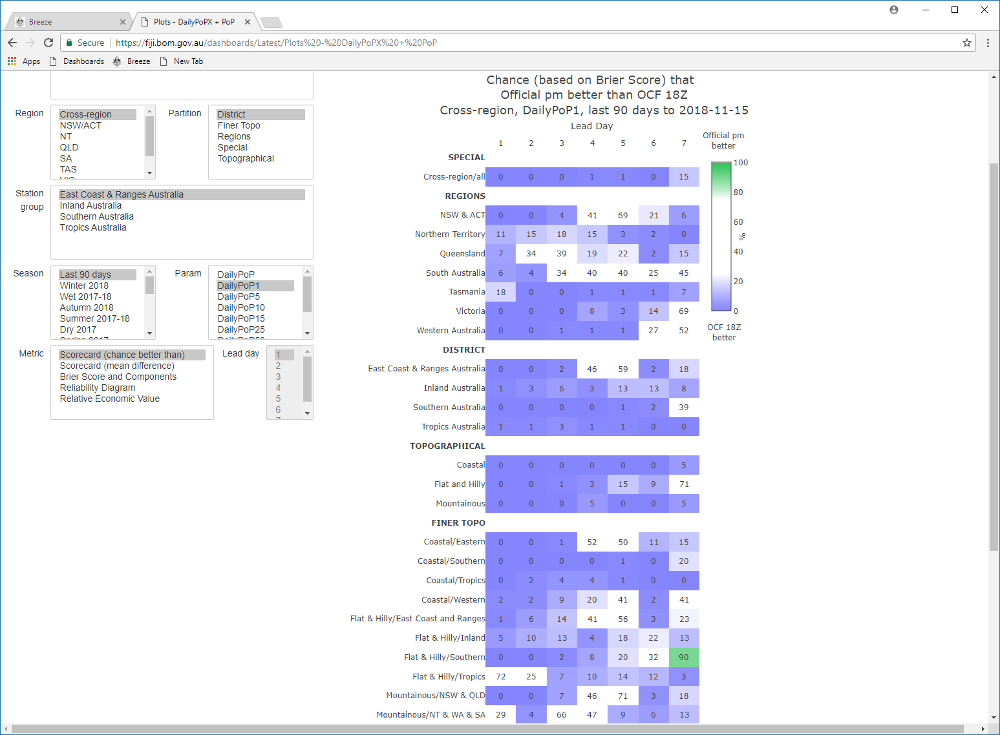 Breeze
Plots - DailyPoPX + PoP
Secure
https://fiji.bom.gov.au/dashboards/Latest/Plots%20-%20DailyPoPX%20+%20PoP
Apps
Dashboards
Breeze
New Tab
Region
Cross-region
NSW/ACT
NT
QLD
SA
TAS
VIC
Partition
District
Finer Topo
Regions
Special
Topographical
Station group
East Coast & Ranges Australia
Inland Australia
Southern Australia
Tropics Australia
Season
Last 90 days
Winter 2018
Wet 2017-18
Autumn 2018
Summer 2017-18
Dry 2017
Spring 2017
Param
DailyPoP
DailyPoP1
DailyPoP5
DailyPoP10
DailyPoP15
DailyPoP25
DailyPoP50
Metric
Scorecard (chance better than)
Scorecard (mean difference)
Brier Score and Components
Reliability Diagram
Relative Economic Value
Lead day
1
2
3
4
5
6
7
Chance (based on Brier Score) that
Official pm better than OCF 18Z
Cross-region, DailyPoP1, last 90 days to 2018-11-15
Lead Day
1 2 3 4 5 6 7
SPECIAL
Cross-region/all 0 0 0 1 1 0 15
REGIONS
NSW & ACT 0 0 4 41 69 21 6
Northern Territory 11 15 18 15 3 2 0
Queensland 7 34 39 19 22 2 15
South Australia 6 4 34 40 40 25 45
Tasmania 18 0 0 1 1 1 7
Victoria 0 0 0 8 3 14 69
Western Australia 0 0 1 1 1 27 52
DISTRICT
East Coast & Ranges Australia 0 0 2 46 59 2 18
Inland Australia 1 3 6 3 13 13 8
Southern Australia 0 0 0 0 1 2 39
Tropics Australia 1 1 3 1 1 0 0
TOPOGRAPHICAL
Coastal 0 0 0 0 0 0 5
Flat and Hilly 0 0 1 3 15 9 71
Mountainous 0 0 0 5 0 0 5
FINER TOPO
Coastal/Eastern 0 0 1 52 50 11 15
Coastal/Southern 0 0 0 0 1 0 20
Coastal/Tropics 0 2 4 4 1 0 0
Coastal/Western 2 2 9 20 41 2 41
Flat & Hilly/East Coast and Ranges 1 6 14 41 56 3 23
Flat & Hilly/Inland 5 10 13 4 18 22 13
Flat & Hilly/Southern 0 0 2 8 20 32 90
Flat & Hilly/Tropics 72 25 7 10 14 12 3
Mountainous/NSW & QLD 0 0 7 46 71 3 18
Mountainous/NT & WA & SA 29 4 66 47 9 6 13
Official pm
better
100
80
60
%
40
20
0
OCF 18Z
better